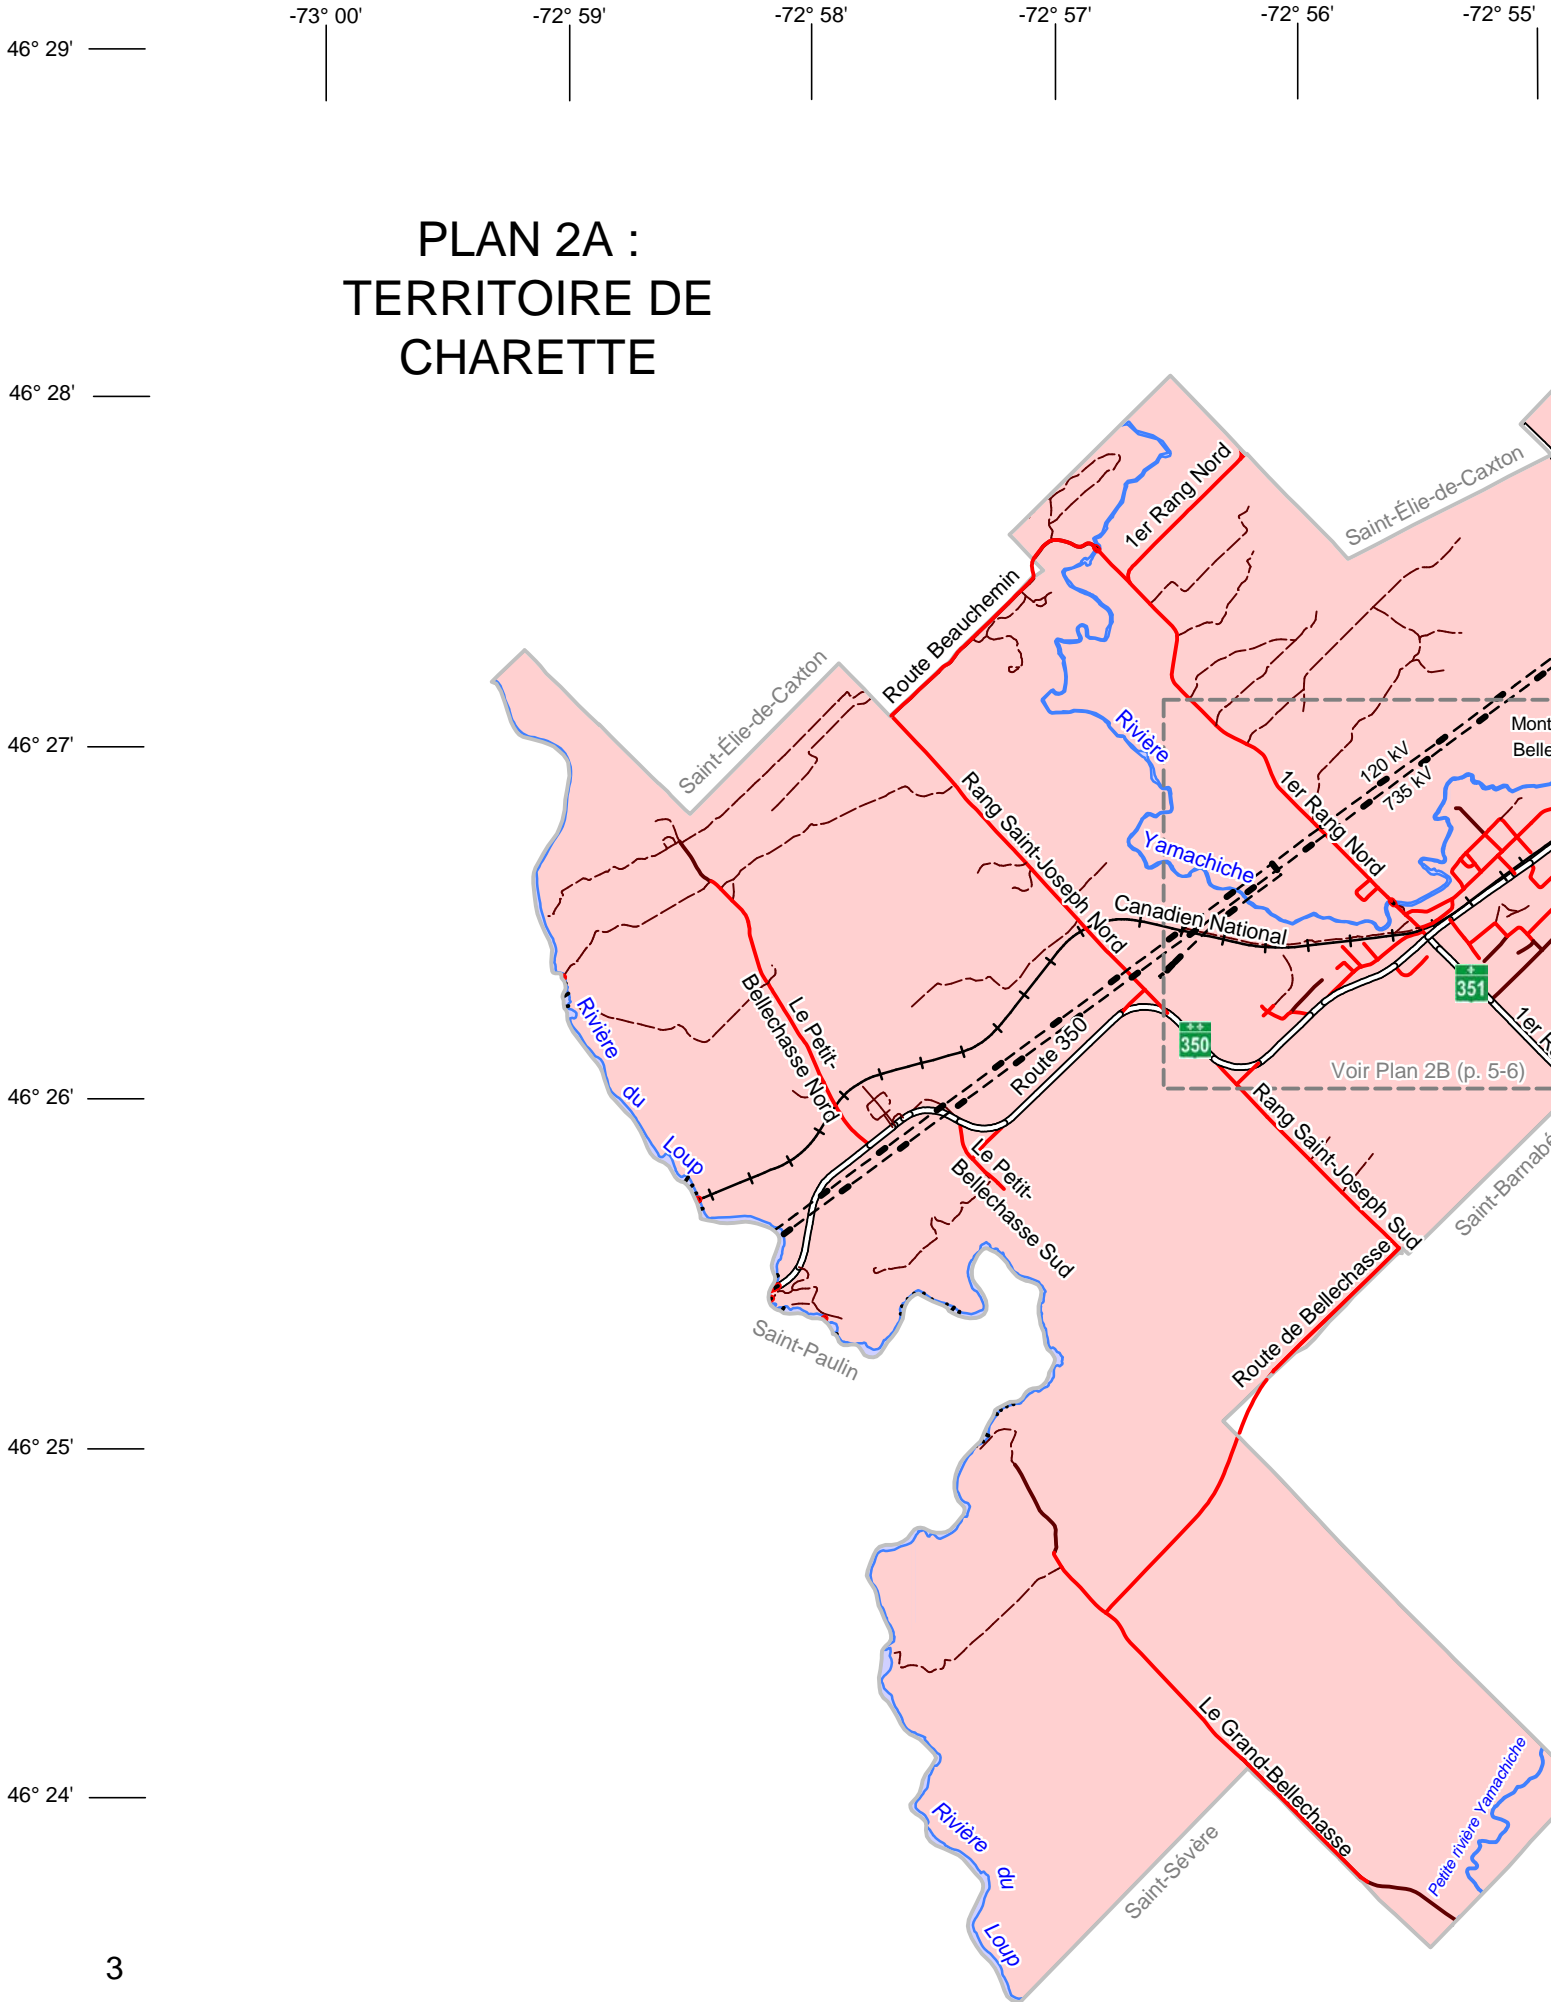 -73° 00'
-72° 59'
-72° 58'
-72° 57'
-72° 56'
-72° 55'
46° 29'
PLAN 2A :
TERRITOIRE DE
CHARETTE
46° 28'
1er Rang Nord
Saint-Élie-de-Caxton
Route Beauchemin
Saint-Élie-de-Caxton
46° 27'
Rivière
Mont
Belle
120 kV
735 kV
1er Rang Nord
Rang Saint-Joseph Nord
Yamachiche
Canadien National
351
1er R
Rivière
du
Loup
Le Petit-
Bellechasse Nord
Route 350
350
Voir Plan 2B (p. 5-6)
46° 26'
Rang Saint-Joseph Sud
Saint-Barnabé
Le Petit-
Bellechasse Sud
Route de Bellechasse
Saint-Paulin
46° 25'
Le Grand-Bellechasse
Petite rivière Yamachiche
46° 24'
Rivière
du
Loup
Saint-Sévère
3